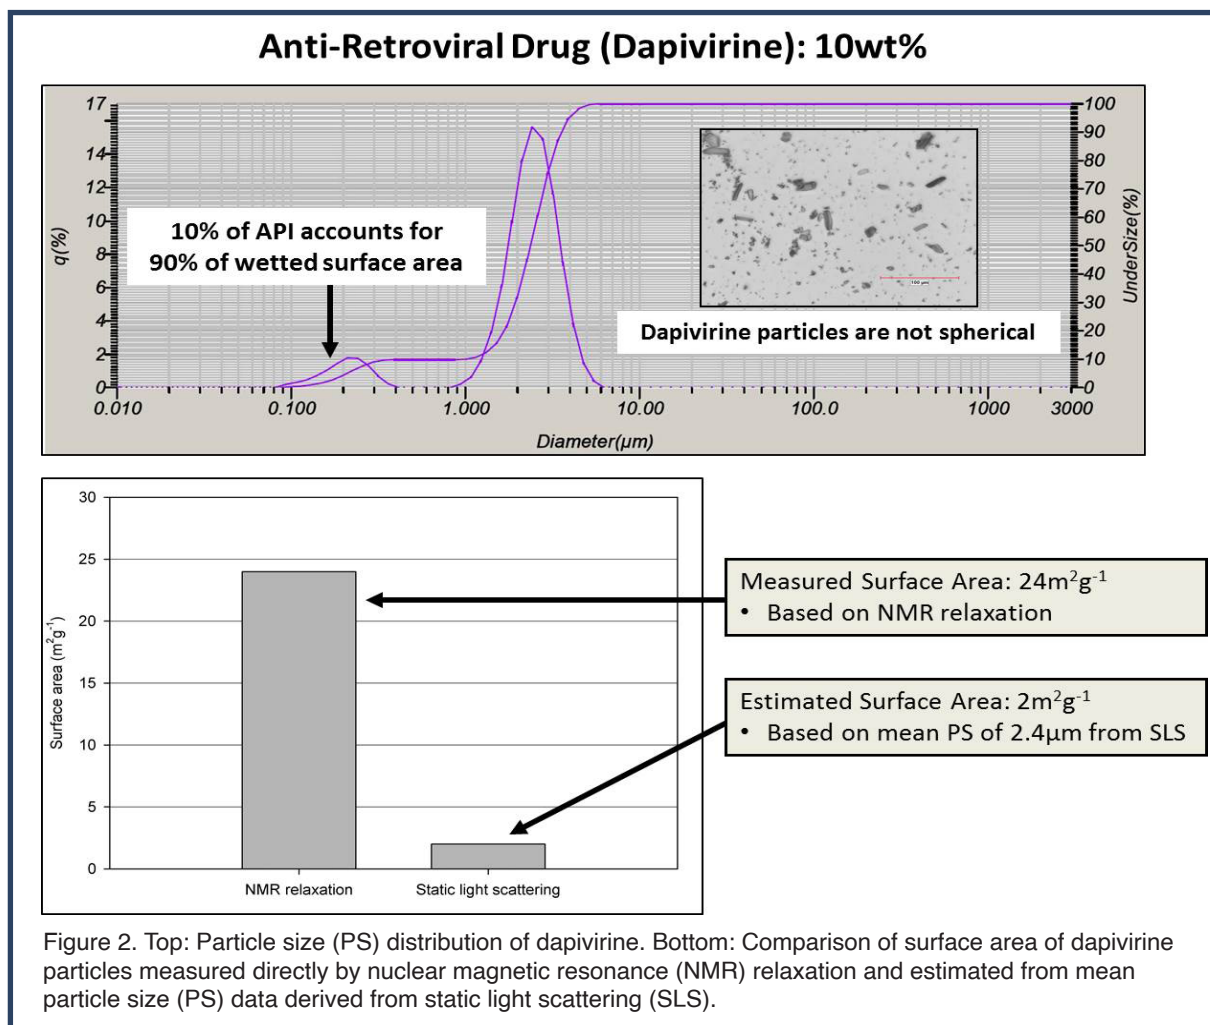 Anti-Retroviral Drug (Dapivirine): 10wt%
17
14
12
10
8
6
4
2
0
q(%)
100
90
80
70
60
50
40
30
20
10
0
UnderSize(%)
10% of API accounts for
90% of wetted surface area
100 µm
Dapivirine particles are not spherical
0.010
0.100
1.000
10.00
100.0
1000
3000
Diameter(µm)
30
25
20
15
10
5
0
Surface area (m²g⁻¹)
NMR relaxation
Static light scattering
Measured Surface Area: 24m²g⁻¹
• Based on NMR relaxation
Estimated Surface Area: 2m²g⁻¹
• Based on mean PS of 2.4µm from SLS
Figure 2. Top: Particle size (PS) distribution of dapivirine. Bottom: Comparison of surface area of dapivirine
particles measured directly by nuclear magnetic resonance (NMR) relaxation and estimated from mean
particle size (PS) data derived from static light scattering (SLS).